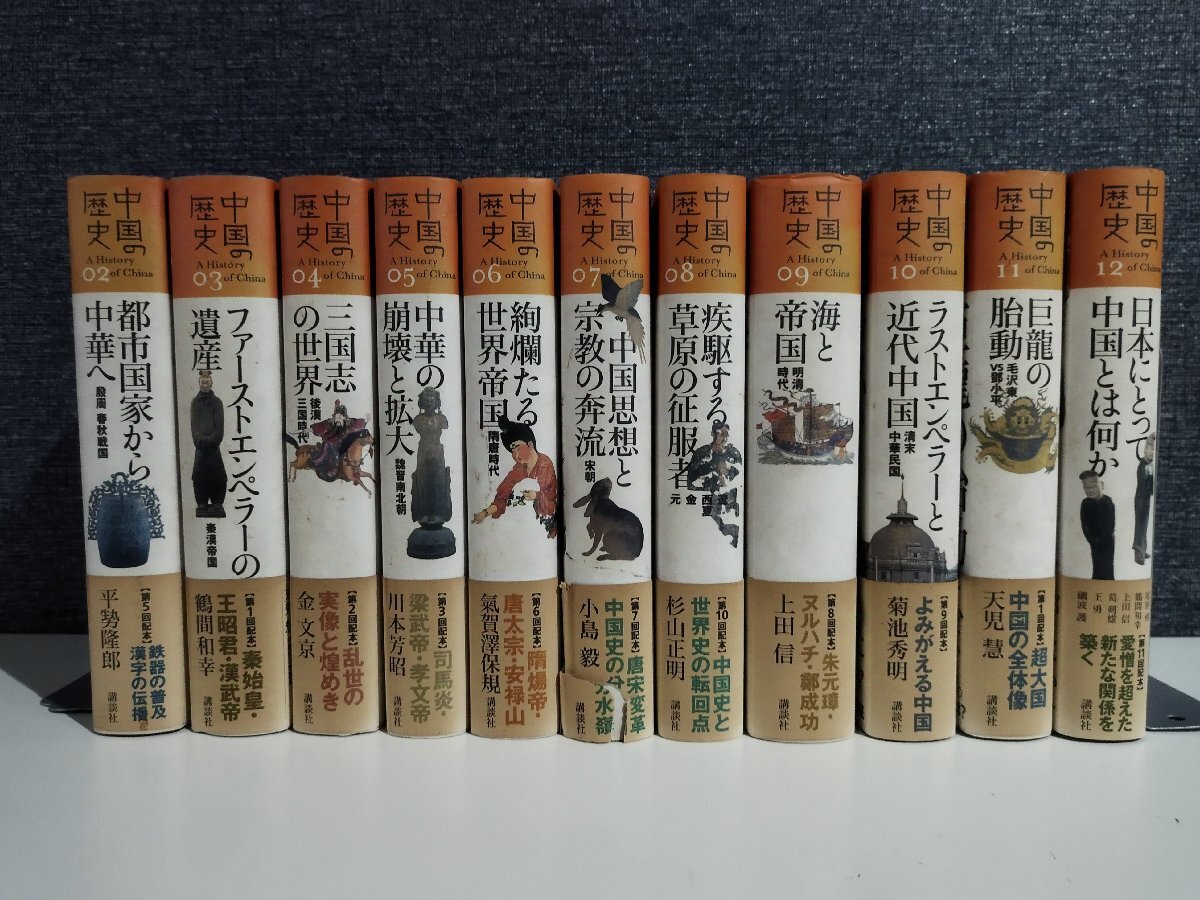 中国の
歴史
A History
02 of China
都市国家から
中華へ
殷周 春秋戦国
平㔟隆郎
【第5回配本】
鉄器の普及
漢字の伝播
講談社
中国の
歴史
A History
03 of China
ファーストエンペラーの
遺産
秦漢帝国
鶴間和幸
【第1回配本】秦始皇・
王昭君・漢武帝
講談社
中国の
歴史
A History
04 of China
三国志
の世界
後漢
三国時代
金文京
【第2回配本】乱世の
実像と煌めき
講談社
中国の
歴史
A History
05 of China
中華の
崩壊と拡大
魏晋南北朝
川本芳昭
【第3回配本】司馬炎・
梁武帝・孝文帝
講談社
中国の
歴史
A History
06 of China
絢爛たる
世界帝国
隋唐時代
氣賀澤保規
【第6回配本】隋煬帝・
唐太宗・安禄山
講談社
中国の
歴史
A History
07 of China
中国思想と
宗教の奔流
宋朝
小島毅
【第7回配本】唐宋変革
中国史の分水嶺
講談社
中国の
歴史
A History
08 of China
疾駆する
草原の征服者
西夏
金
元
杉山正明
【第10回配本】中国史と
世界史の転回点
講談社
中国の
歴史
A History
09 of China
海と
帝国
明清
時代
上田信
【第8回配本】朱元璋・
ヌルハチ・鄭成功
講談社
中国の
歴史
A History
10 of China
ラストエンペラーと
近代中国
清末
中華民国
菊池秀明
【第9回配本】
よみがえる中国
講談社
中国の
歴史
A History
11 of China
巨龍の
胎動
毛沢東
VS鄧小平
天児慧
【第1回配本】超大国
中国の全体像
講談社
中国の
歴史
A History
12 of China
日本にとって
中国とは何か
鶴間和幸
上田信
葛剣雄
王勇
礪波護
【第11回配本】
愛憎を超えた
新たな関係を
築く
講談社